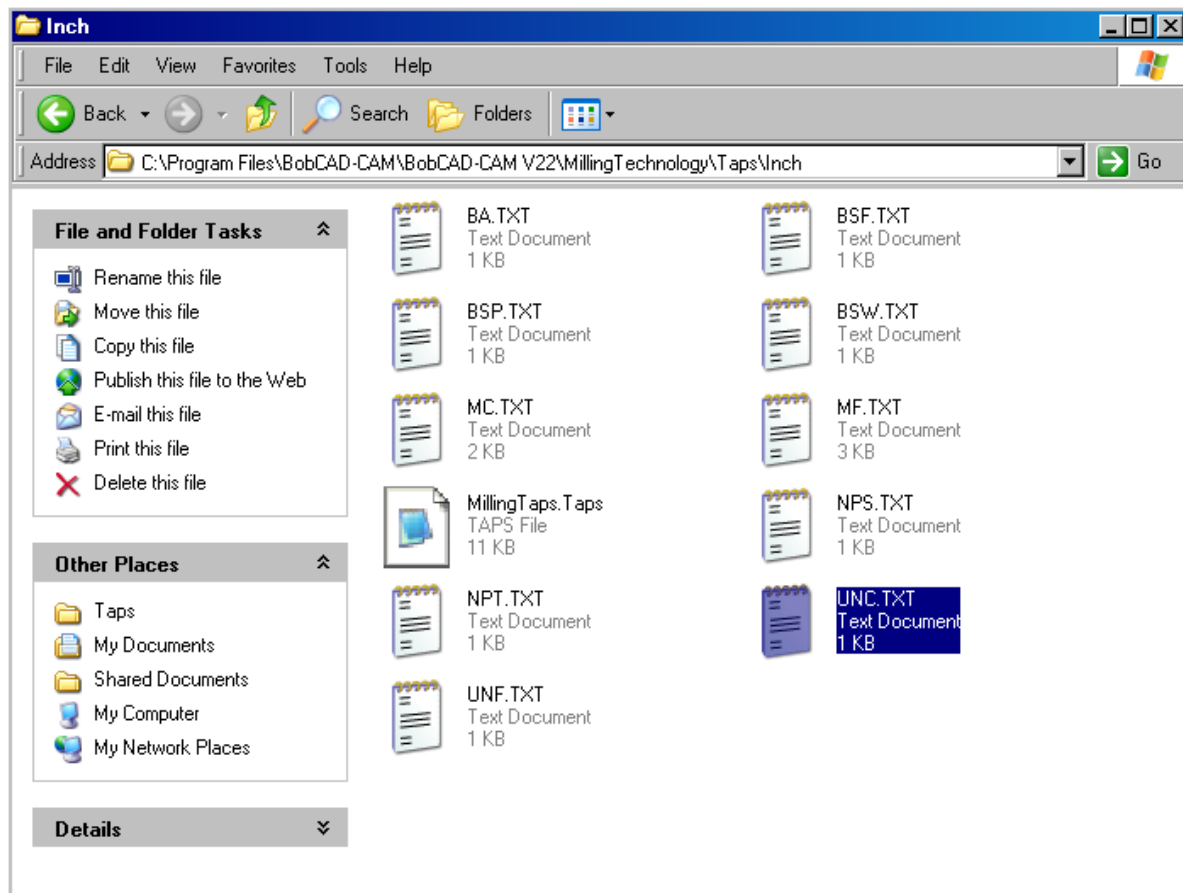 Inch
File Edit View Favorites Tools Help
Back Search Folders
Address C:\Program Files\BobCAD-CAM\BobCAD-CAM V22\MillingTechnology\Taps\Inch Go
File and Folder Tasks
Rename this file
Move this file
Copy this file
Publish this file to the Web
E-mail this file
Print this file
Delete this file
Other Places
Taps
My Documents
Shared Documents
My Computer
My Network Places
Details
BA.TXT
Text Document
1 KB
BSF.TXT
Text Document
1 KB
BSP.TXT
Text Document
1 KB
BSW.TXT
Text Document
1 KB
MC.TXT
Text Document
2 KB
MF.TXT
Text Document
3 KB
MillingTaps.Taps
TAPS File
11 KB
NPS.TXT
Text Document
1 KB
NPT.TXT
Text Document
1 KB
UNC.TXT
Text Document
1 KB
UNF.TXT
Text Document
1 KB